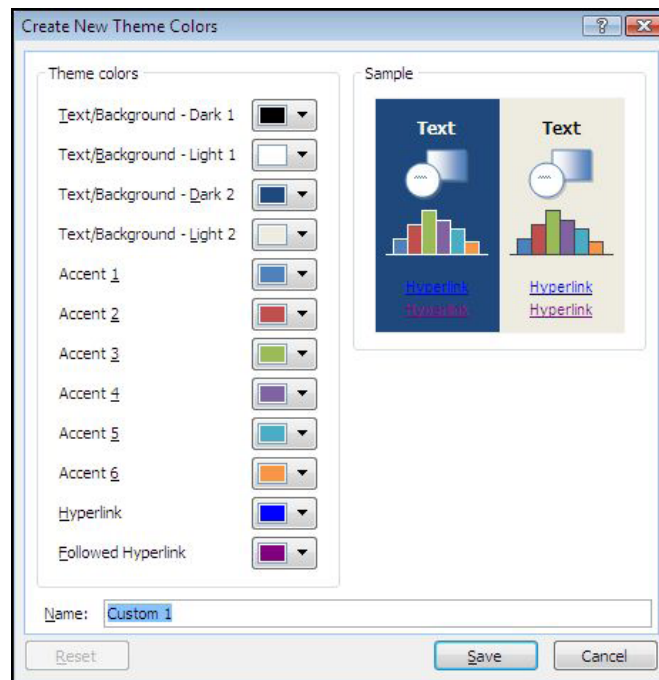 Create New Theme Colors
Theme colors
Text/Background - Dark 1
Text/Background - Light 1
Text/Background - Dark 2
Text/Background - Light 2
Accent 1
Accent 2
Accent 3
Accent 4
Accent 5
Accent 6
Hyperlink
Followed Hyperlink
Sample
Text Text
Hyperlink Hyperlink
Hyperlink Hyperlink
Name: Custom 1
Reset Save Cancel